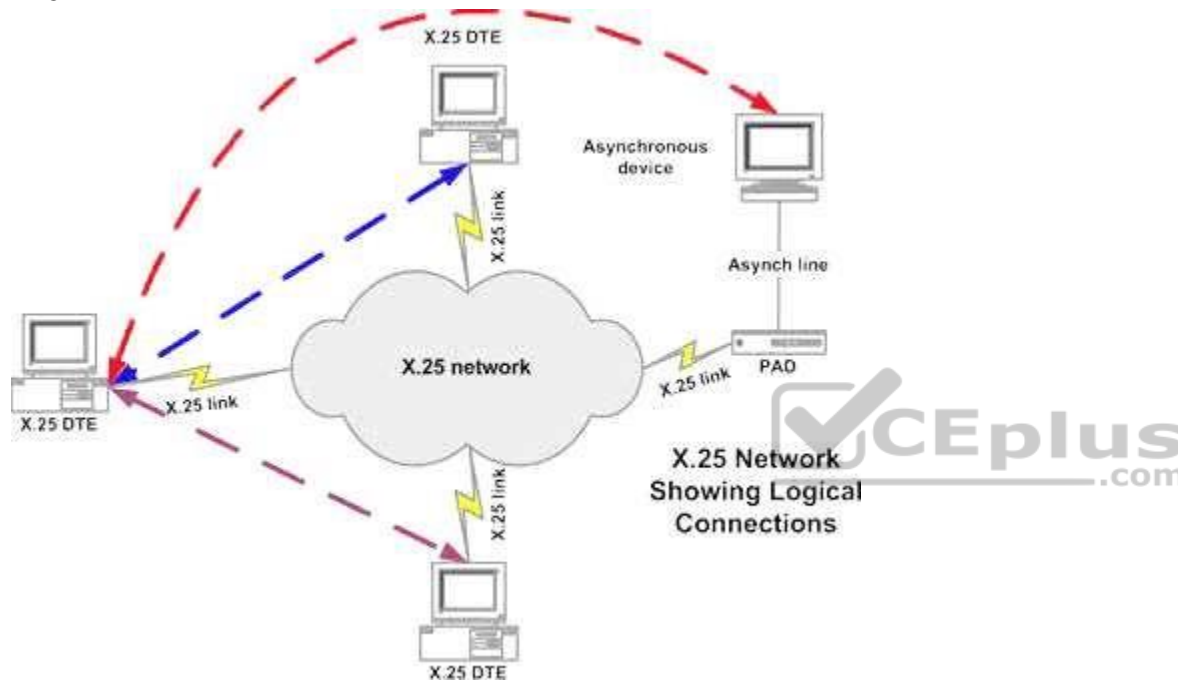 X.25 DTE
Asynchronous
device
X.25 link
Asynch line
X.25 network
PAD
X.25 link
X.25 link
X.25 DTE
X.25 link
X.25 Network
Showing Logical
Connections
CEplus
.com
X.25 DTE